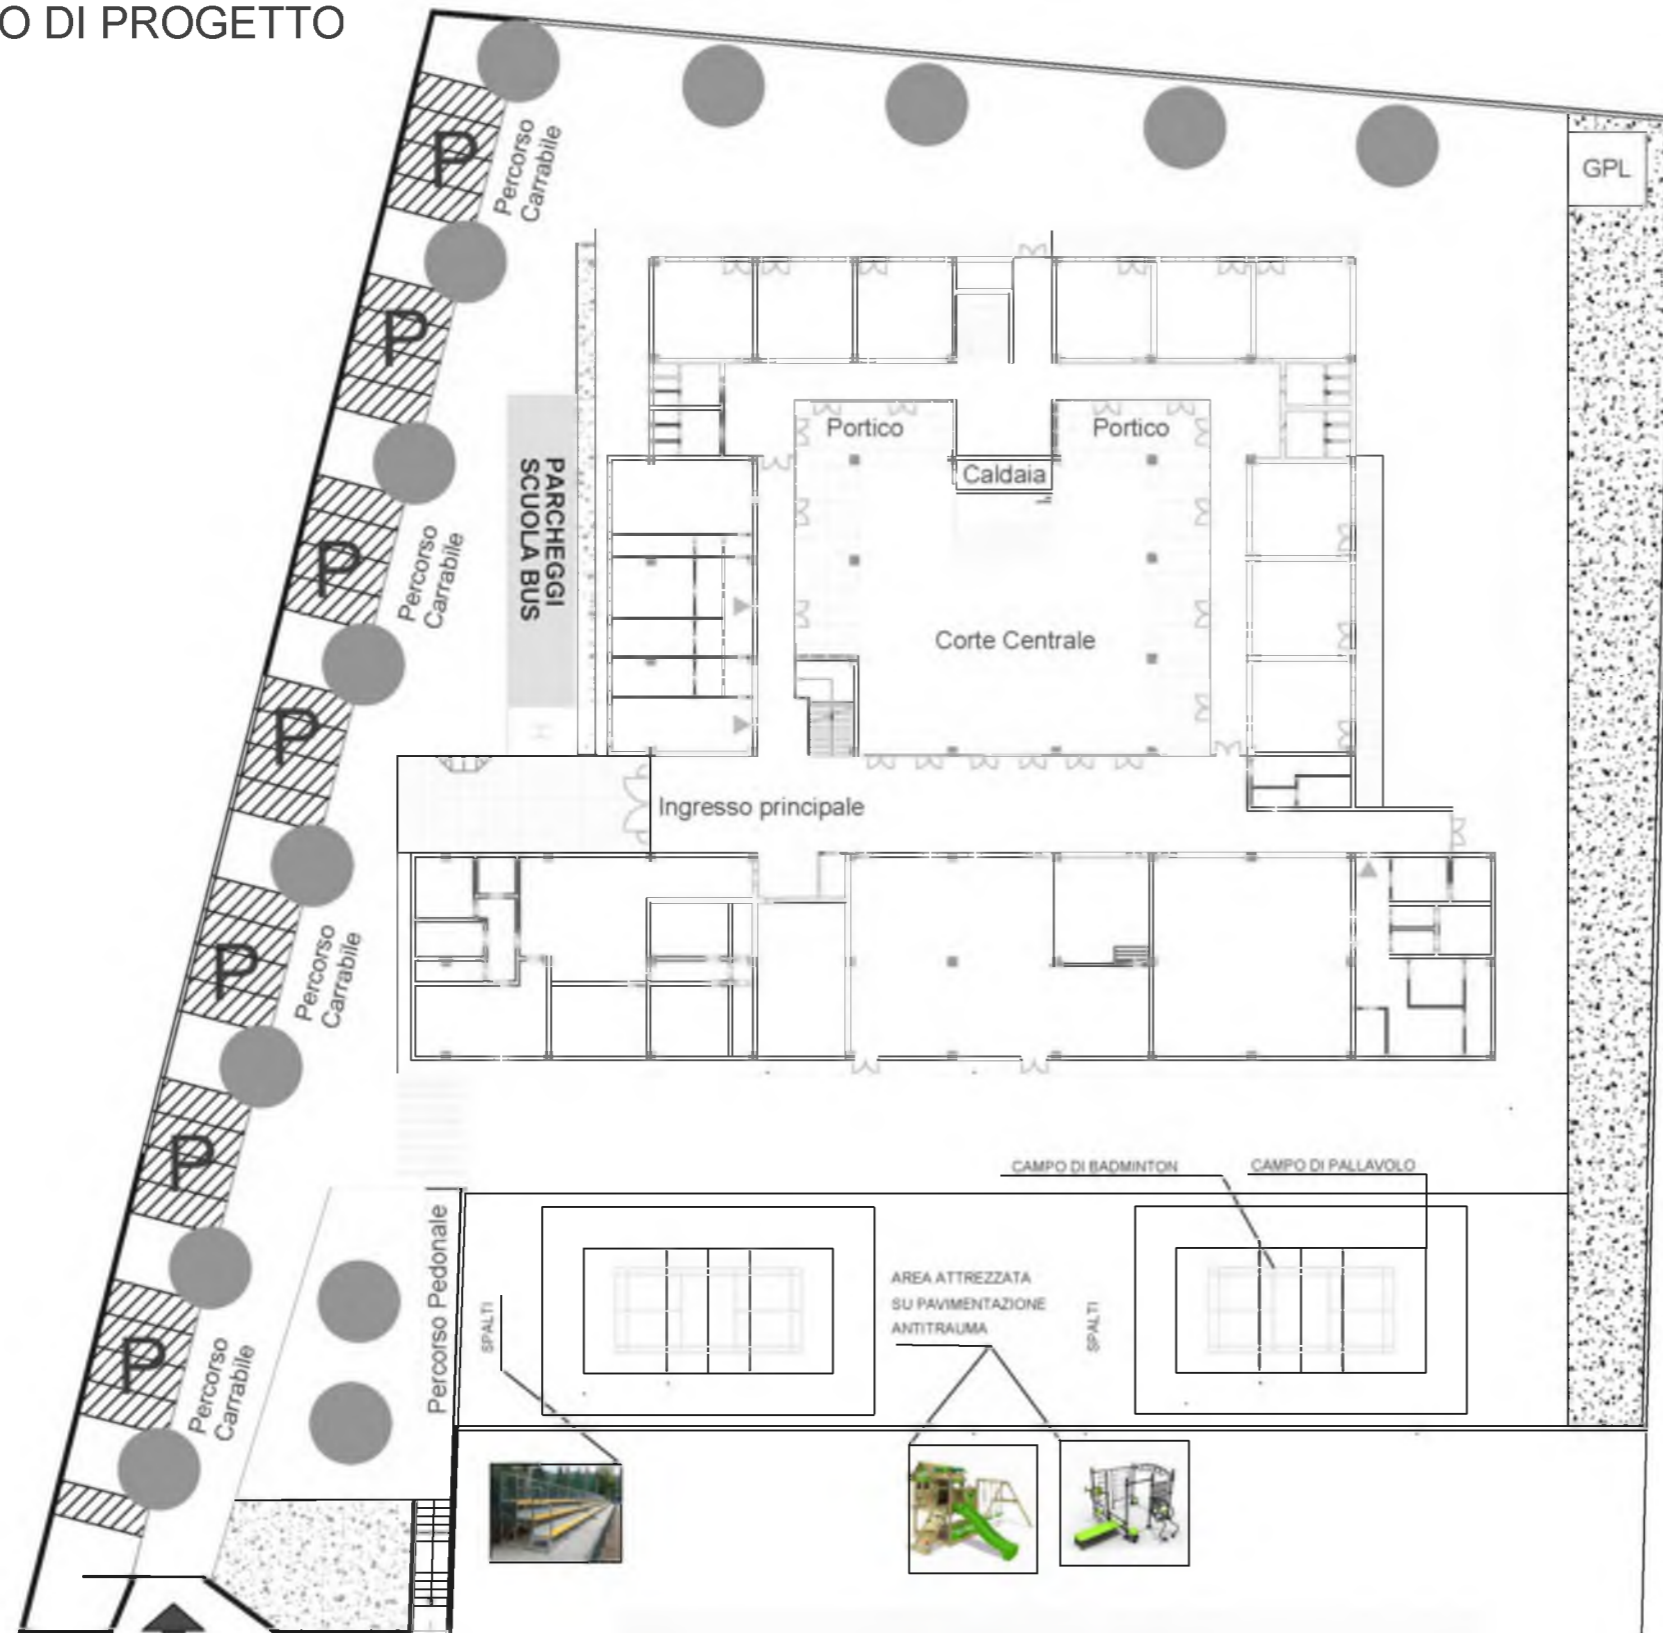 O DI PROGETTO
P
Percorso
Carrabile
GPL
P
Portico
Portico
Caldaia
PARCHEGGI
SCUOLA BUS
P
Percorso
Carrabile
Corte Centrale
P
H
Ingresso principale
P
Percorso
Carrabile
P
CAMPO DI BADMINTON
CAMPO DI PALLAVOLO
Percorso Pedonale
AREA ATTREZZATA
SU PAVIMENTAZIONE
ANTITRAUMA
SPALTI
SPALTI
P
Percorso
Carrabile